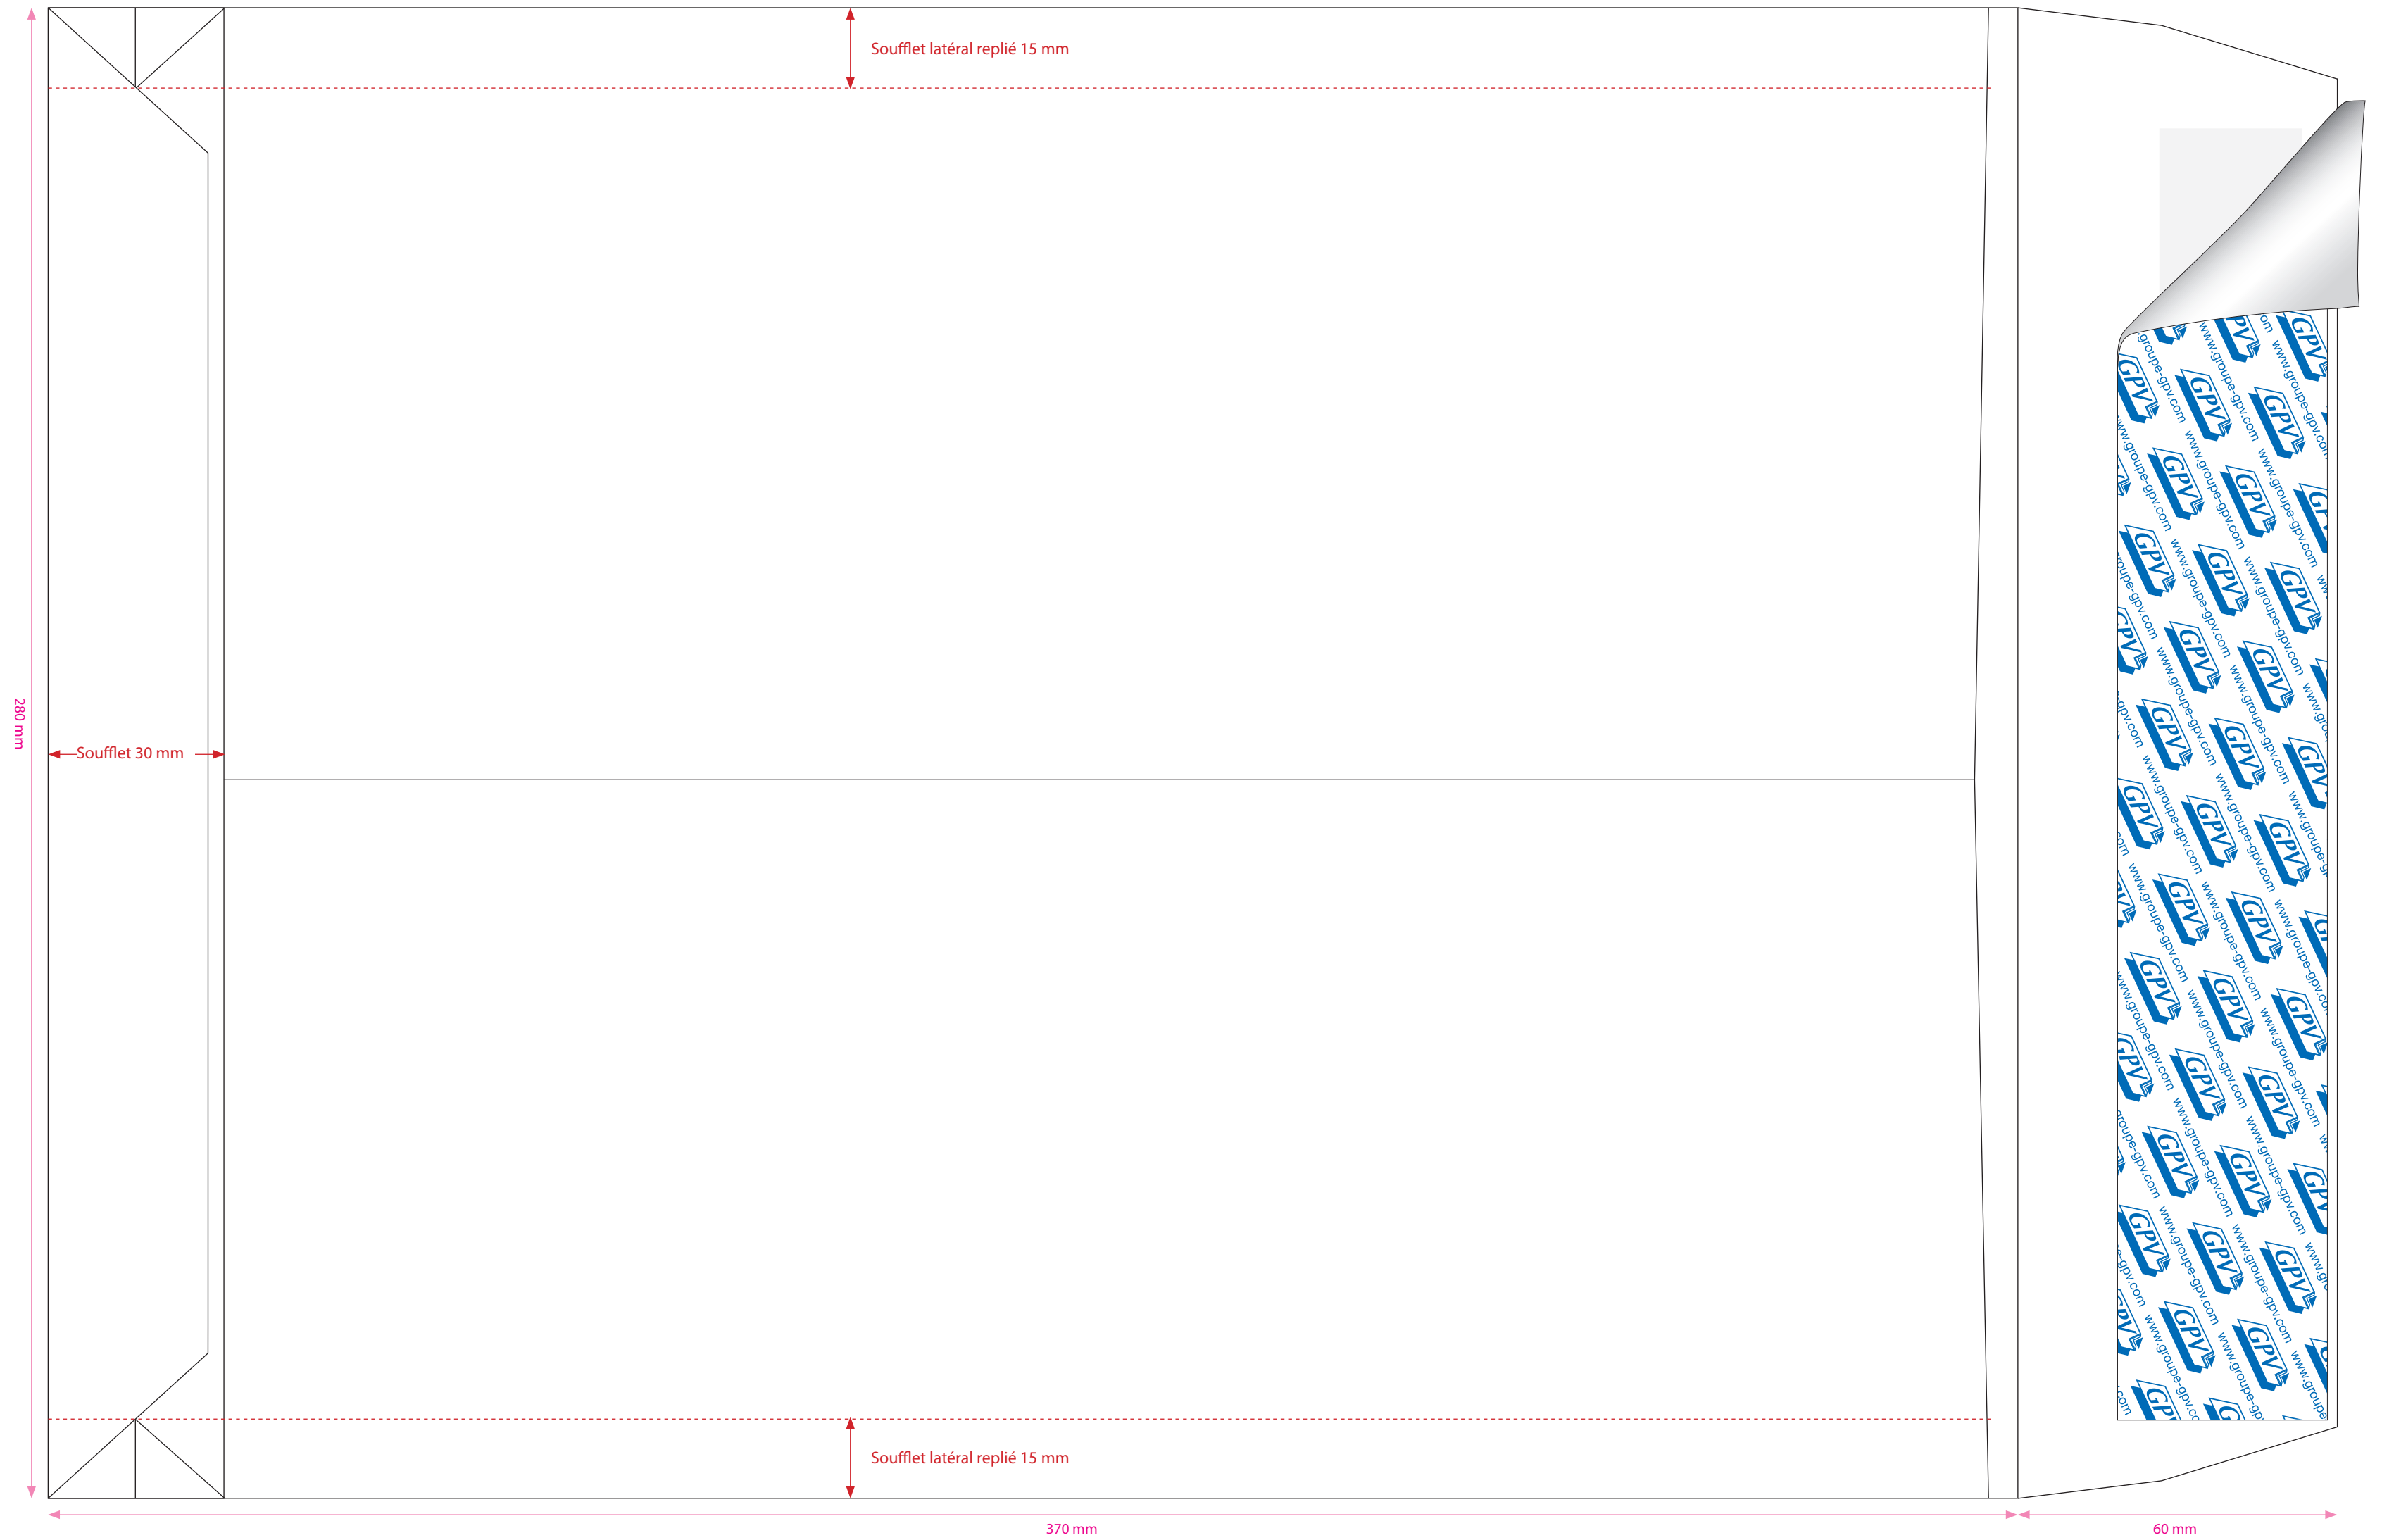 Soufflet latéral replié 15 mm
280 mm
Soufflet 30 mm
Soufflet latéral replié 15 mm
370 mm
60 mm
GPV
www.groupe-gpv.com